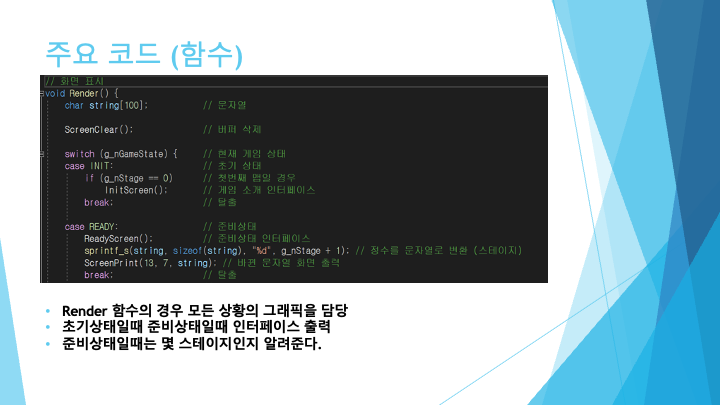 주요 코드 (함수)
// 화면 표시
void Render() {
char string[100]; // 문자열
ScreenClear(); // 버퍼 삭제
switch (g_nGameState) { // 현재 게임 상태
case INIT: // 초기 상태
if (g_nStage == 0) // 첫번째 맵일 경우
InitScreen(); // 게임 소개 인터페이스
break; // 탈출
case READY: // 준비상태
ReadyScreen(); // 준비상태 인터페이스
sprintf_s(string, sizeof(string), "%d", g_nStage + 1); // 정수를 문자열로 변환 (스테이지)
ScreenPrint(13, 7, string); // 바뀐 문자열 화면 출력
break; // 탈출
• Render 함수의 경우 모든 상황의 그래픽을 담당
• 초기상태일때 준비상태일때 인터페이스 출력
• 준비상태일때는 몇 스테이지인지 알려준다.